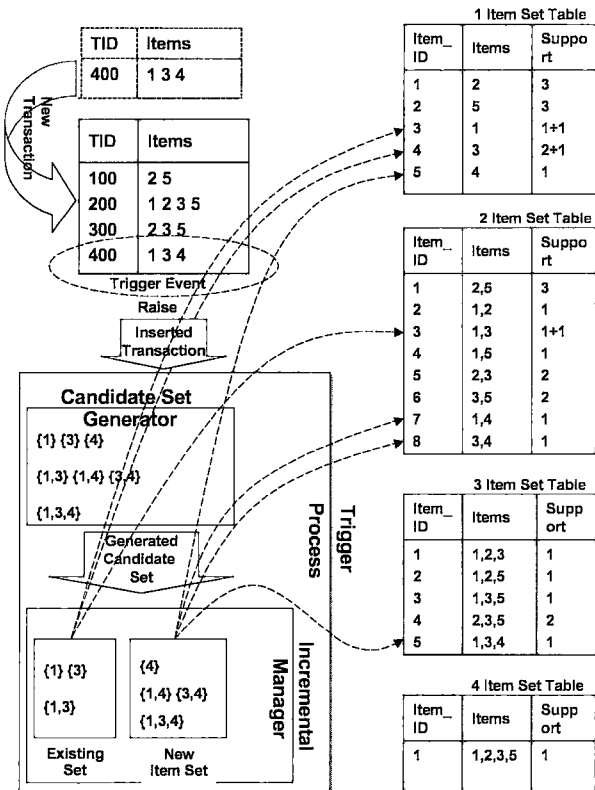 TID Items
400 1 3 4
New
Transaction
TID Items
100 2 5
200 1 2 3 5
300 2 3 5
400 1 3 4
Trigger Event
Raise
Inserted
Transaction
Candidate Set
Generator
{1} {3} {4}
{1,3} {1,4} {3,4}
{1,3,4}
Generated
Candidate
Set
Trigger
Process
Incremental
Manager
{1} {3}
{1,3}
Existing
Set
{4}
{1,4} {3,4}
{1,3,4}
New
Item Set
1 Item Set Table
Item_
ID Items Suppo
rt
1 2 3
2 5 3
3 1 1+1
4 3 2+1
5 4 1
2 Item Set Table
Item_
ID Items Suppo
rt
1 2,5 3
2 1,2 1
3 1,3 1+1
4 1,5 1
5 2,3 2
6 3,5 2
7 1,4 1
8 3,4 1
3 Item Set Table
Item_
ID Items Supp
ort
1 1,2,3 1
2 1,2,5 1
3 1,3,5 1
4 2,3,5 2
5 1,3,4 1
4 Item Set Table
Item_
ID Items Supp
ort
1 1,2,3,5 1